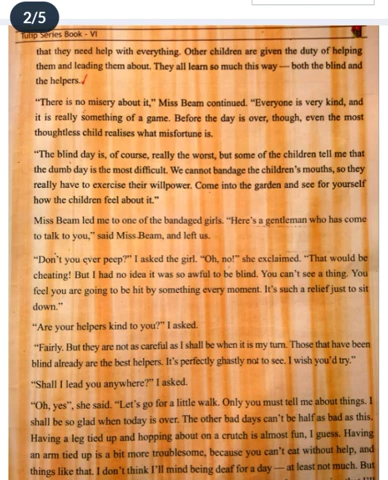 2/5
Tulip Series Book - VI
that they need help with everything. Other children are given the duty of helping
them and leading them about. They all learn so much this way — both the blind and
the helpers.
“There is no misery about it,” Miss Beam continued. “Everyone is very kind, and
it is really something of a game. Before the day is over, though, even the most
thoughtless child realises what misfortune is.
“The blind day is, of course, really the worst, but some of the children tell me that
the dumb day is the most difficult. We cannot bandage the children's mouths, so they
really have to exercise their willpower. Come into the garden and see for yourself
how the children feel about it.”
Miss Beam led me to one of the bandaged girls. “Here's a gentleman who has come
to talk to you,” said Miss Beam, and left us.
“Don't you ever peep?” I asked the girl. “Oh, no!” she exclaimed. “That would be
cheating! But I had no idea it was so awful to be blind. You can't see a thing. You
feel you are going to be hit by something every moment. It's such a relief just to sit
down.”
“Are your helpers kind to you?” I asked.
“Fairly. But they are not as careful as I shall be when it is my turn. Those that have been
blind already are the best helpers. It's perfectly ghastly not to see. I wish you'd try.”
“Shall I lead you anywhere?” I asked.
“Oh, yes”, she said. “Let's go for a little walk. Only you must tell me about things. I
shall be so glad when today is over. The other bad days can't be half as bad as this.
Having a leg tied up and hopping about on a crutch is almost fun, I guess. Having
an arm tied up is a bit more troublesome, because you can't eat without help, and
things like that. I don't think I'll mind being deaf for a day — at least not much. But